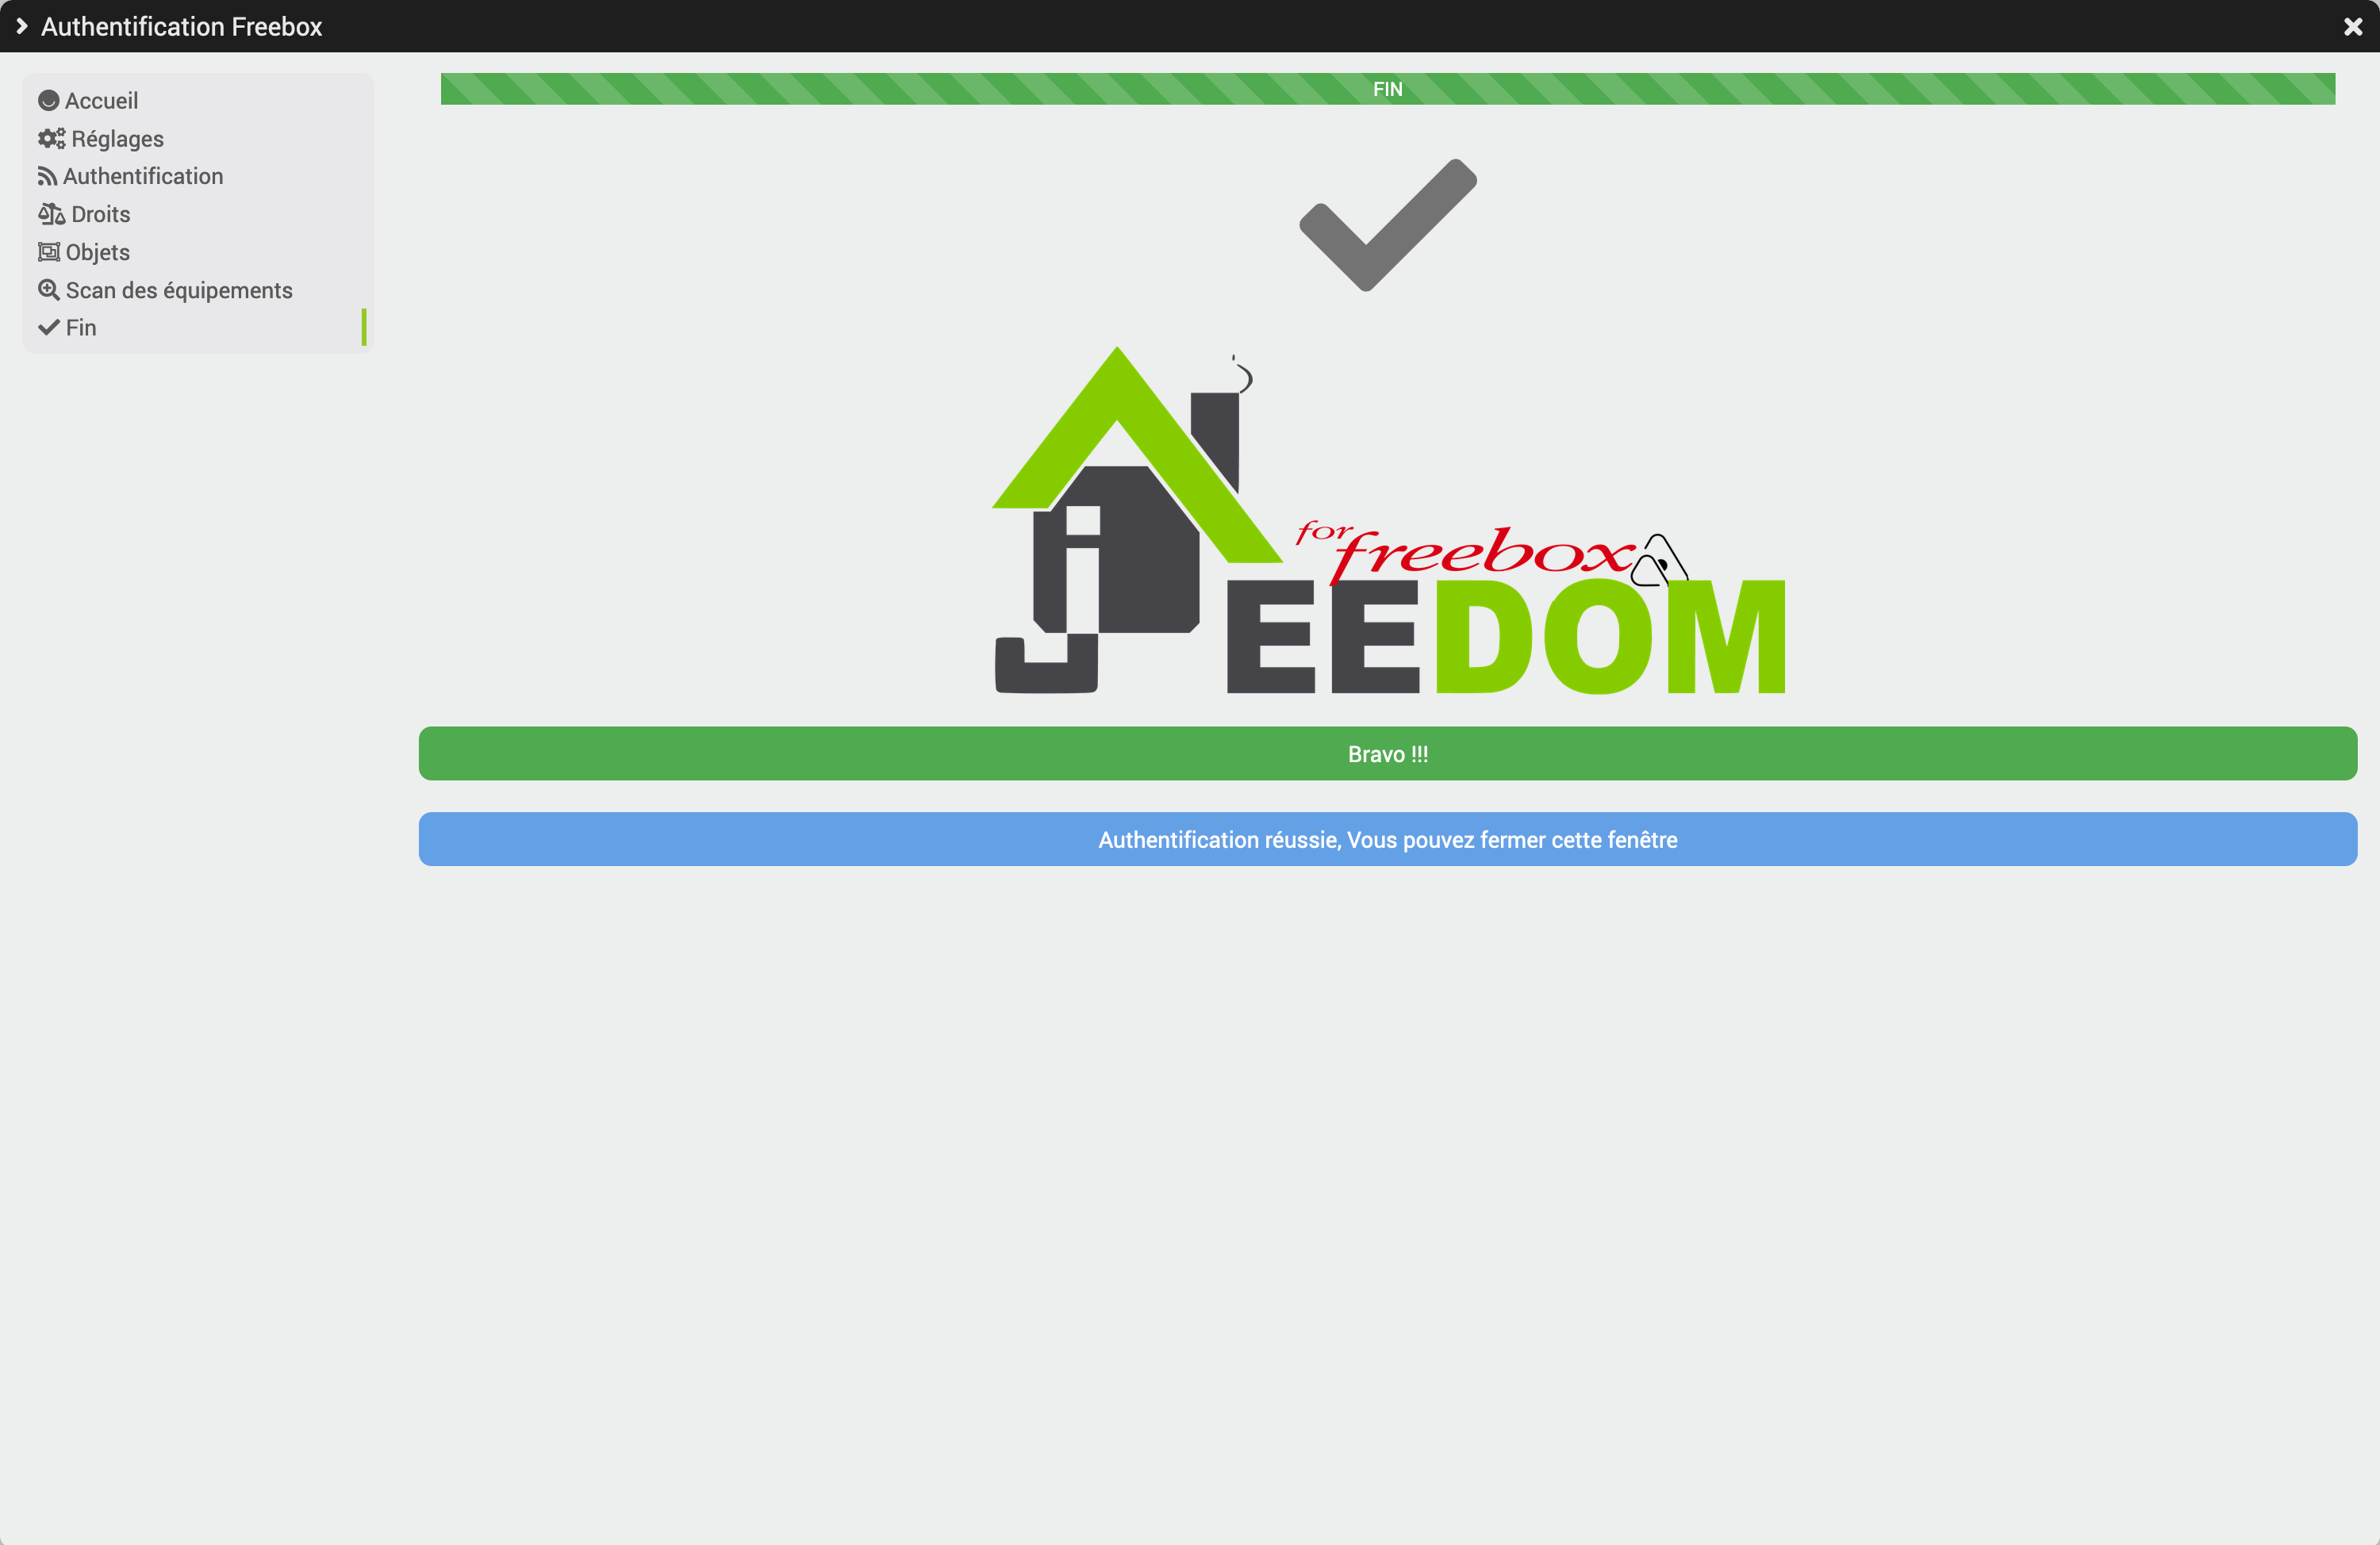 Authentification Freebox
Accueil
Réglages
Authentification
Droits
Objets
Scan des équipements
Fin
FIN
for freebox
JEEDOM
Bravo !!!
Authentification réussie, Vous pouvez fermer cette fenêtre